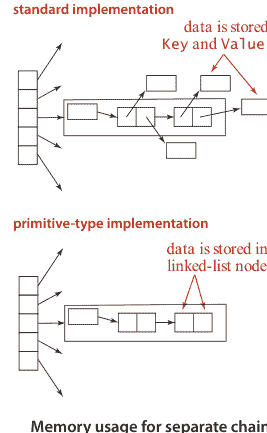 standard implementation
data is stored
Key and Value
primitive-type implementation
data is stored in
linked-list node
Memory usage for separate chain